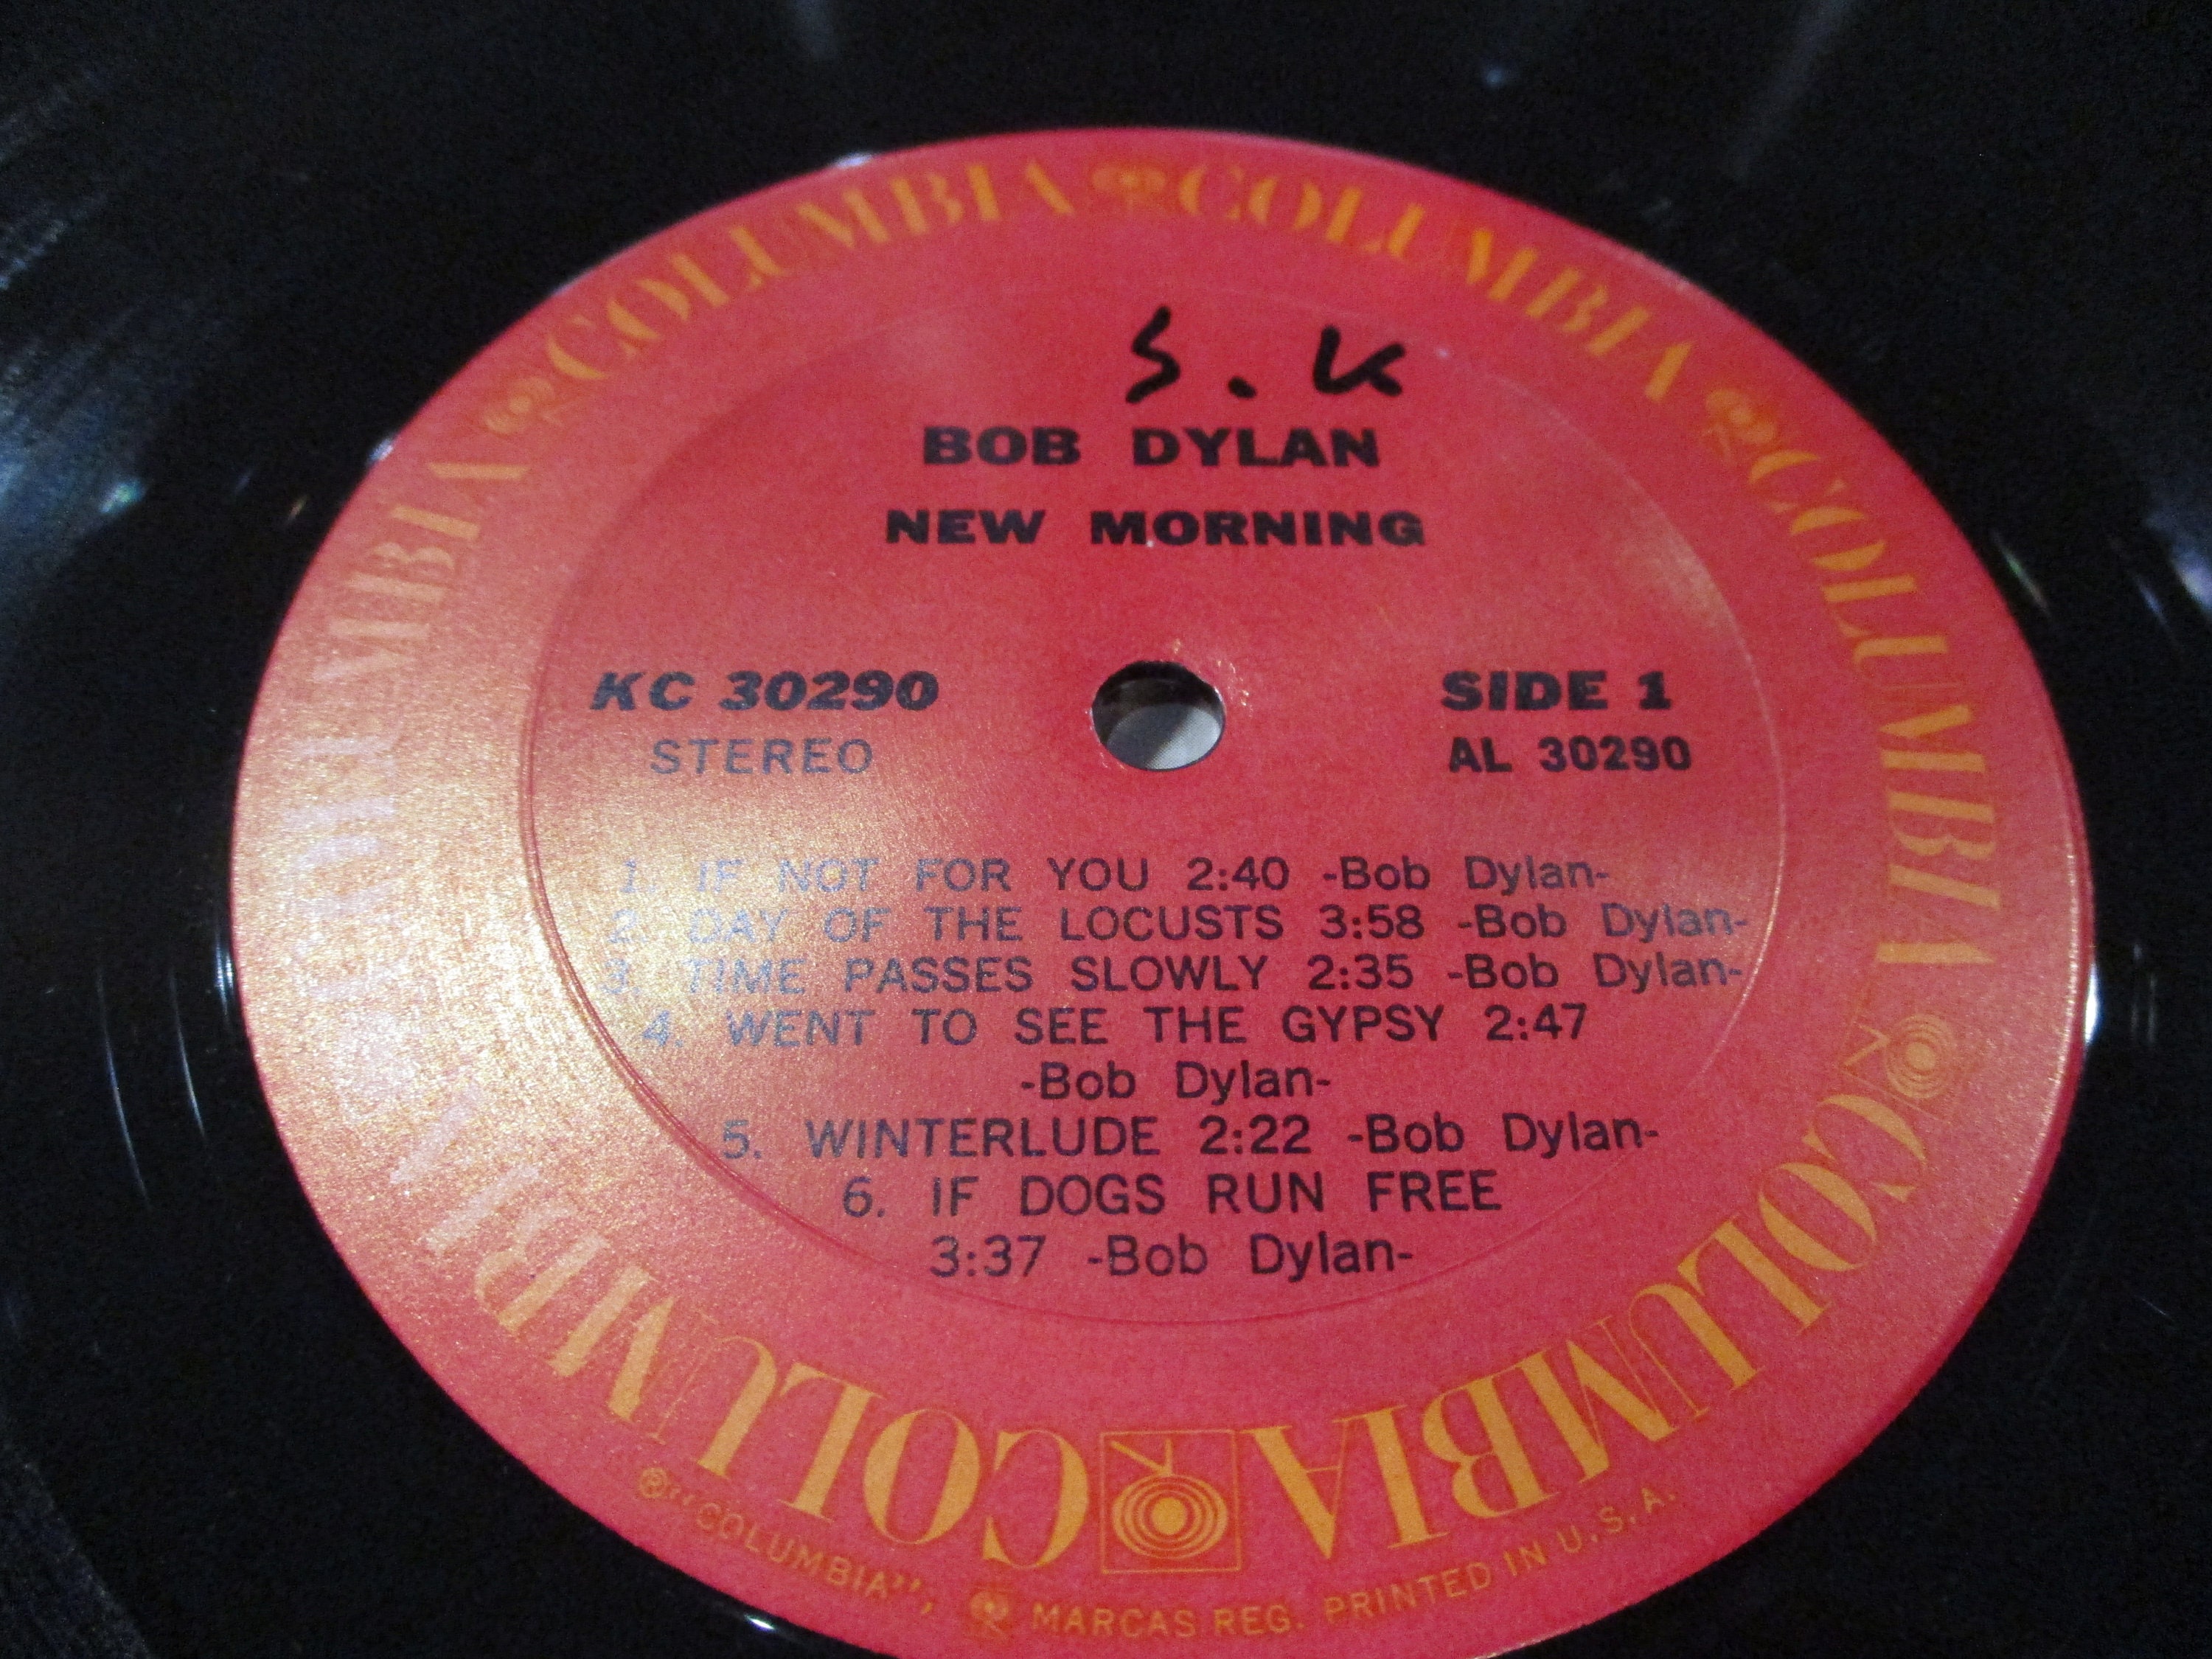 COLUMBIA COLUMBIA COLUMBIA COLUMBIA COLUMBIA COLUMBIA
S. K
BOB DYLAN
NEW MORNING
KC 30290 SIDE 1
STEREO AL 30290
1. IF NOT FOR YOU 2:40 -Bob Dylan-
2. DAY OF THE LOCUSTS 3:58 -Bob Dylan-
3. TIME PASSES SLOWLY 2:35 -Bob Dylan-
4. WENT TO SEE THE GYPSY 2:47
-Bob Dylan-
5. WINTERLUDE 2:22 -Bob Dylan-
6. IF DOGS RUN FREE
3:37 -Bob Dylan-
℗ "COLUMBIA", MARCAS REG. PRINTED IN U.S.A.